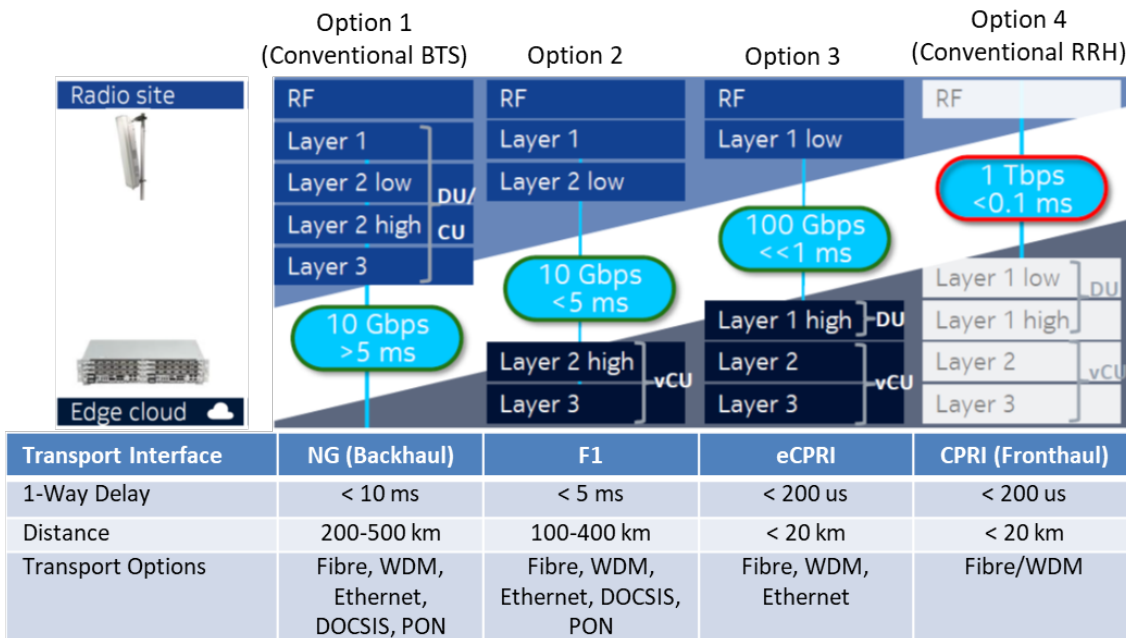 Option 1
(Conventional BTS)
Option 2
Option 3
Option 4
(Conventional RRH)
Radio site
Edge cloud
RF
Layer 1
Layer 2 low
Layer 2 high
Layer 3
DU/
CU
10 Gbps
>5 ms
RF
Layer 1
Layer 2 low
10 Gbps
<5 ms
Layer 2 high
Layer 3
vCU
RF
Layer 1 low
100 Gbps
<<1 ms
Layer 1 high
DU
Layer 2
Layer 3
vCU
RF
1 Tbps
<0.1 ms
Layer 1 low
Layer 1 high
DU
Layer 2
Layer 3
vCU
Transport Interface NG (Backhaul) F1 eCPRI CPRI (Fronthaul)
1-Way Delay < 10 ms < 5 ms < 200 us < 200 us
Distance 200-500 km 100-400 km < 20 km < 20 km
Transport Options Fibre, WDM, Fibre, WDM, Fibre, WDM, Fibre/WDM
Ethernet, Ethernet, DOCSIS, Ethernet
DOCSIS, PON PON